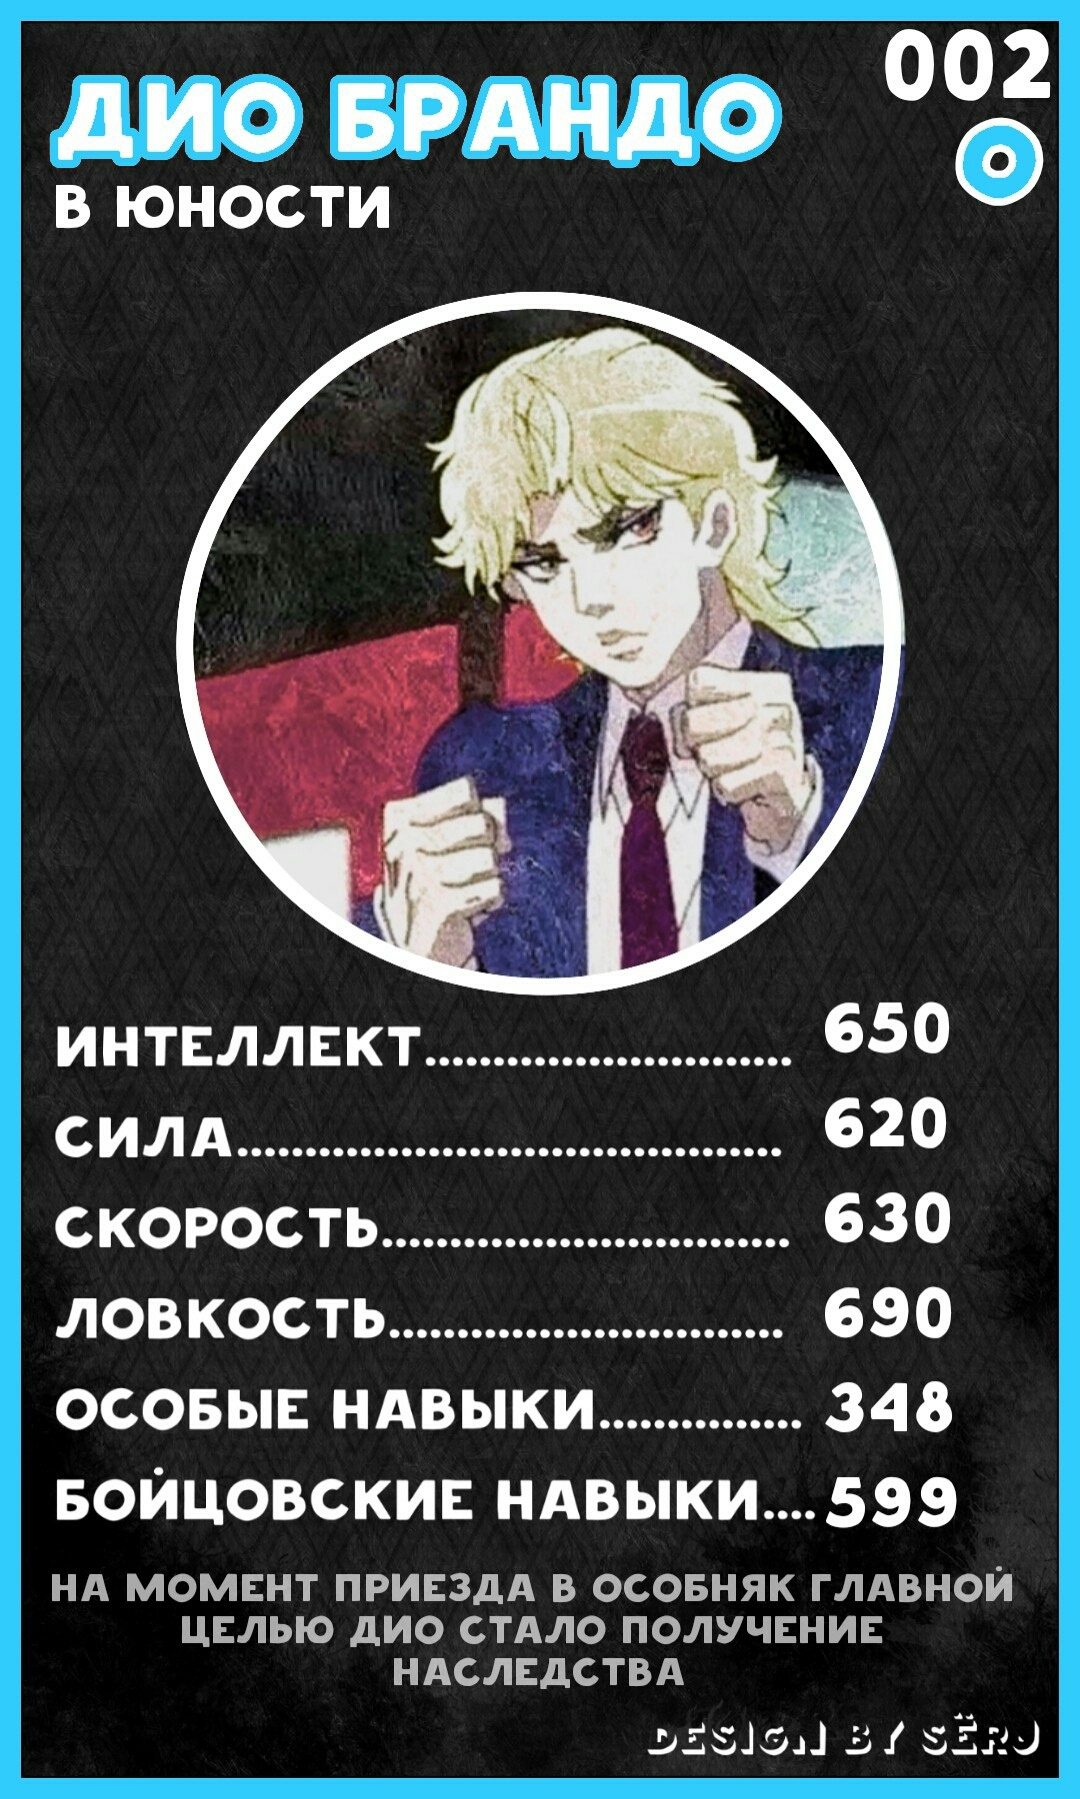 002
ДИО БРАНДО
В ЮНОСТИ
ИНТЕЛЛЕКТ........................... 650
СИЛА........................................ 620
СКОРОСТЬ.............................. 630
ЛОВКОСТЬ............................. 690
ОСОБЫЕ НАВЫКИ............... 348
БОЙЦОВСКИЕ НАВЫКИ....599
НА МОМЕНТ ПРИЕЗДА В ОСОБНЯК ГЛАВНОЙ
ЦЕЛЬЮ ДИО СТАЛО ПОЛУЧЕНИЕ
НАСЛЕДСТВА
DESIGN BY SЁRJ